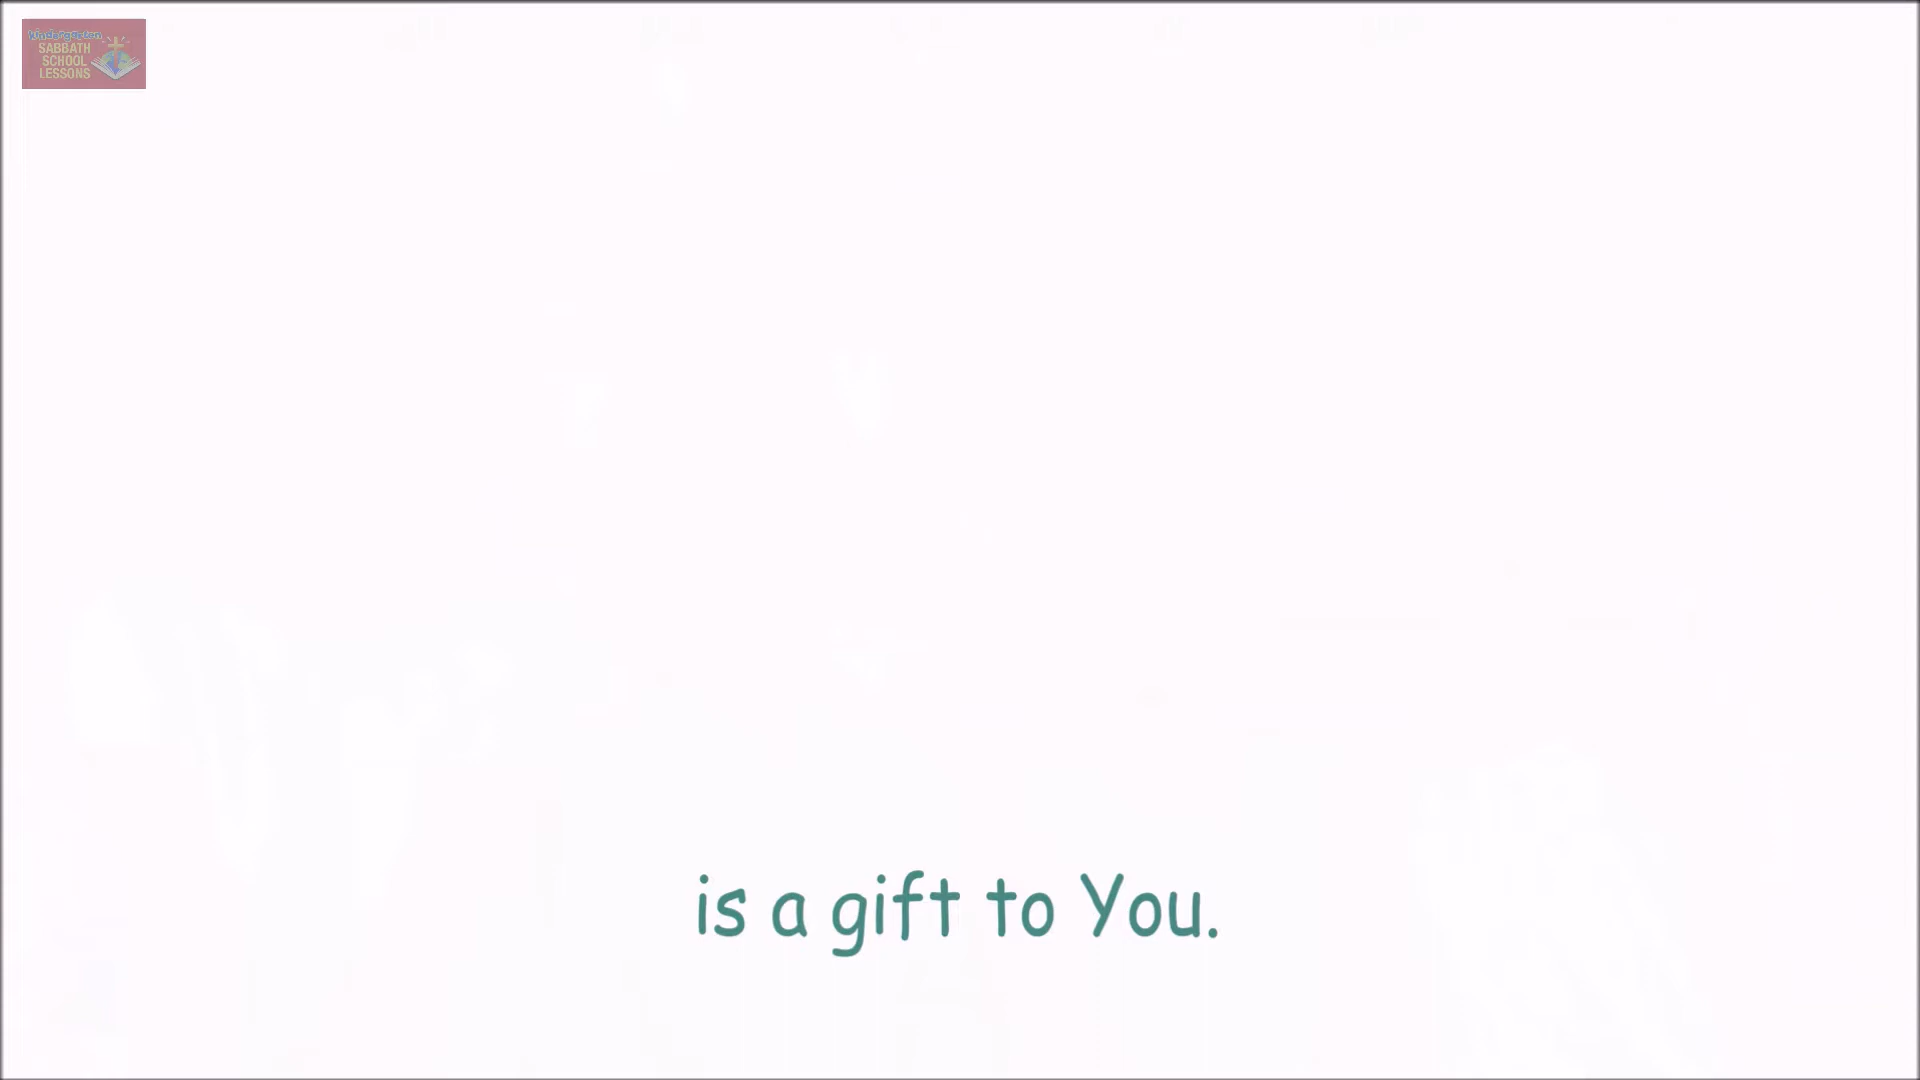 Kindergarten
SABBATH
SCHOOL
LESSONS
is a gift to You.